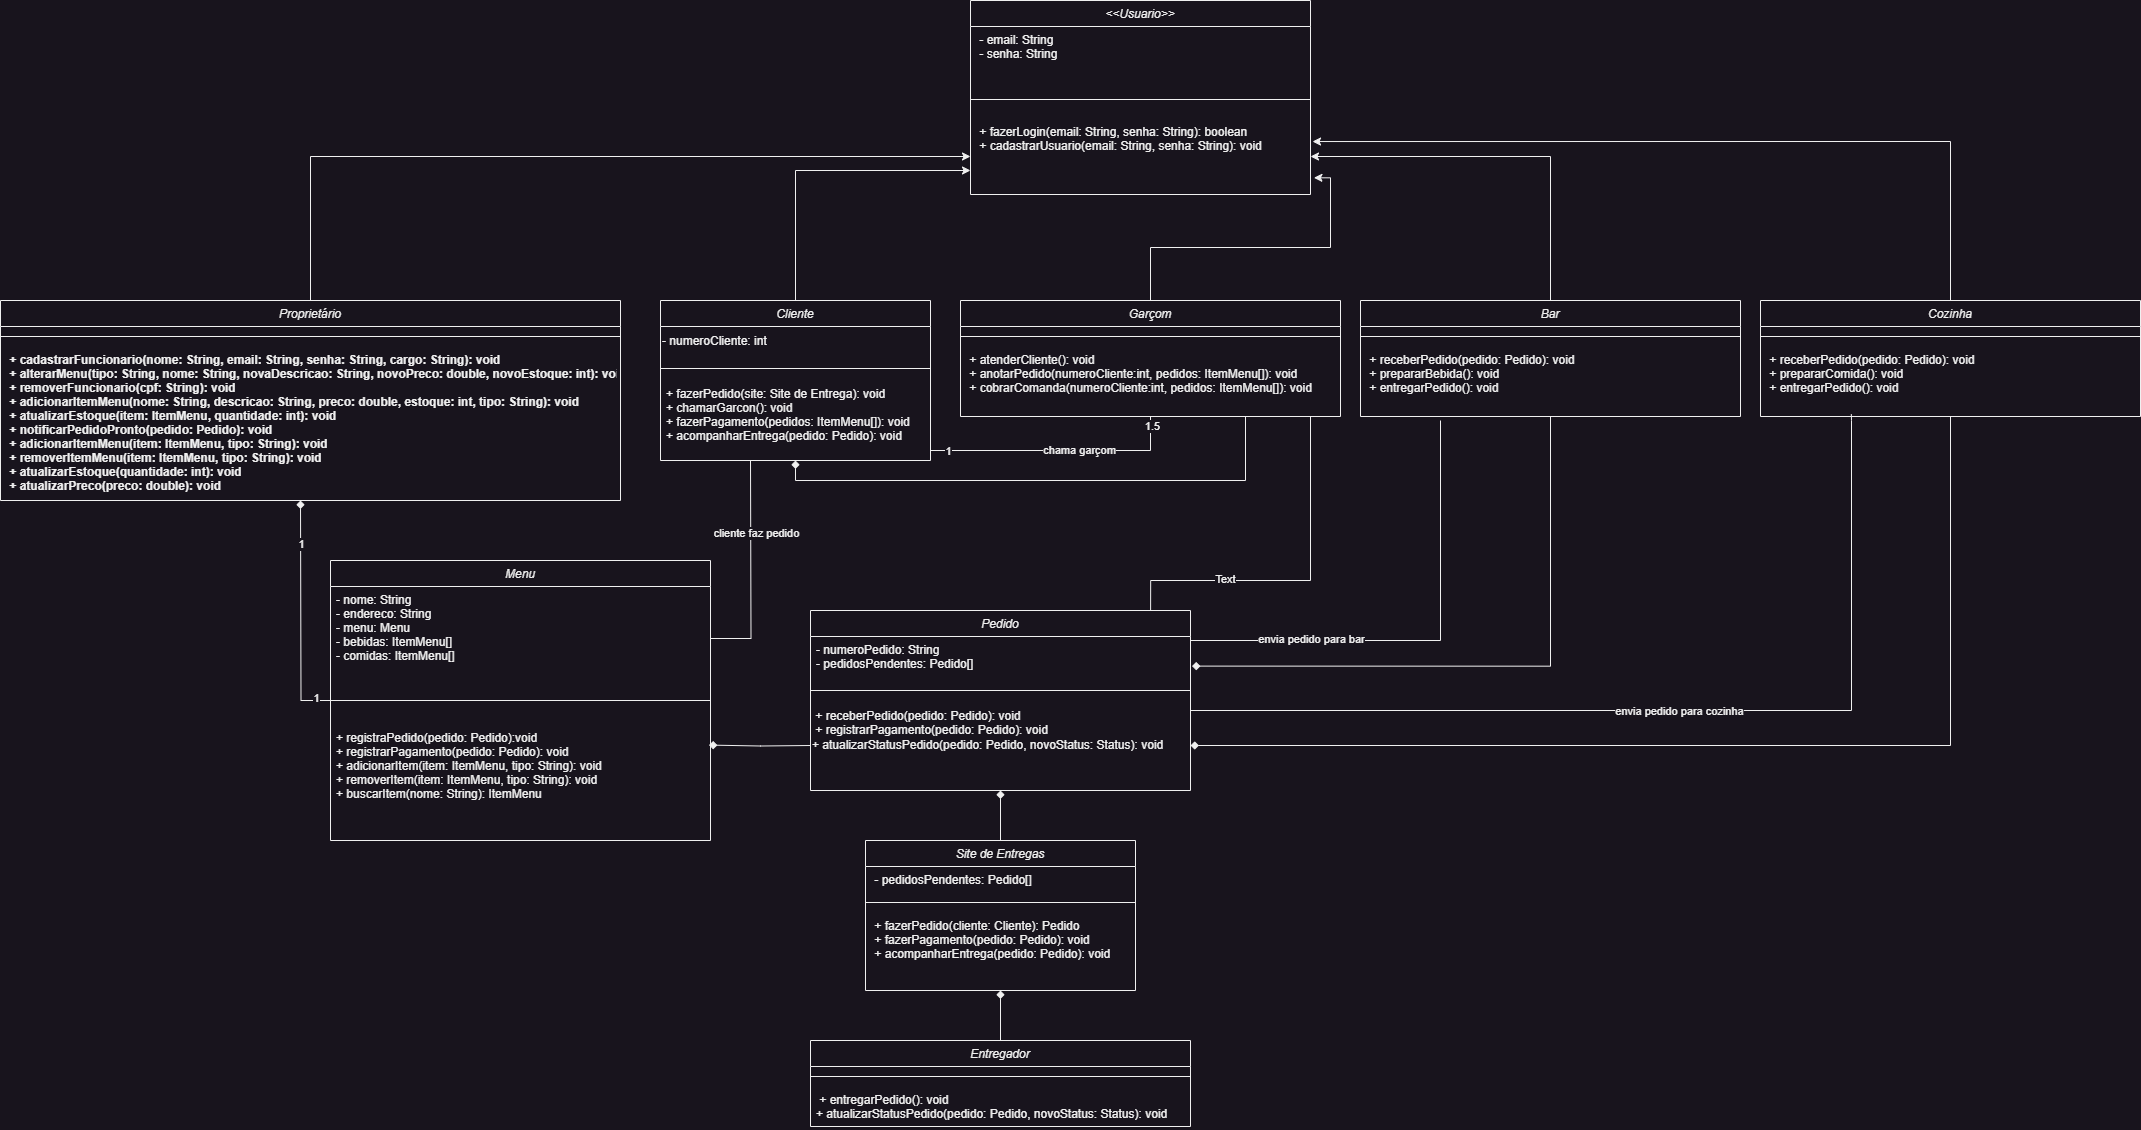 <<Usuario>>
- email: String
- senha: String
+ fazerLogin(email: String, senha: String): boolean
+ cadastrarUsuario(email: String, senha: String): void
Proprietário
+ cadastrarFuncionario(nome: String, email: String, senha: String, cargo: String): void
+ alterarMenu(tipo: String, nome: String, novaDescricao: String, novoPreco: double, novoEstoque: int): voi
+ removerFuncionario(cpf: String): void
+ adicionarItemMenu(nome: String, descricao: String, preco: double, estoque: int, tipo: String): void
+ atualizarEstoque(item: ItemMenu, quantidade: int): void
+ notificarPedidoPronto(pedido: Pedido): void
+ adicionarItemMenu(item: ItemMenu, tipo: String): void
+ removerItemMenu(item: ItemMenu, tipo: String): void
+ atualizarEstoque(quantidade: int): void
+ atualizarPreco(preco: double): void
Cliente
- numeroCliente: int
+ fazerPedido(site: Site de Entrega): void
+ chamarGarcon(): void
+ fazerPagamento(pedidos: ItemMenu[]): void
+ acompanharEntrega(pedido: Pedido): void
Garçom
+ atenderCliente(): void
+ anotarPedido(numeroCliente:int, pedidos: ItemMenu[]): void
+ cobrarComanda(numeroCliente:int, pedidos: ItemMenu[]): void
Bar
+ receberPedido(pedido: Pedido): void
+ prepararBebida(): void
+ entregarPedido(): void
Cozinha
+ receberPedido(pedido: Pedido): void
+ prepararComida(): void
+ entregarPedido(): void
1.5
1
chama garçom
cliente faz pedido
1
1
Menu
- nome: String
- endereco: String
- menu: Menu
- bebidas: ItemMenu[]
- comidas: ItemMenu[]
+ registraPedido(pedido: Pedido):void
+ registrarPagamento(pedido: Pedido): void
+ adicionarItem(item: ItemMenu, tipo: String): void
+ removerItem(item: ItemMenu, tipo: String): void
+ buscarItem(nome: String): ItemMenu
Text
Pedido
- numeroPedido: String
- pedidosPendentes: Pedido[]
+ receberPedido(pedido: Pedido): void
+ registrarPagamento(pedido: Pedido): void
+ atualizarStatusPedido(pedido: Pedido, novoStatus: Status): void
envia pedido para bar
envia pedido para cozinha
Site de Entregas
- pedidosPendentes: Pedido[]
+ fazerPedido(cliente: Cliente): Pedido
+ fazerPagamento(pedido: Pedido): void
+ acompanharEntrega(pedido: Pedido): void
Entregador
+ entregarPedido(): void
+ atualizarStatusPedido(pedido: Pedido, novoStatus: Status): void